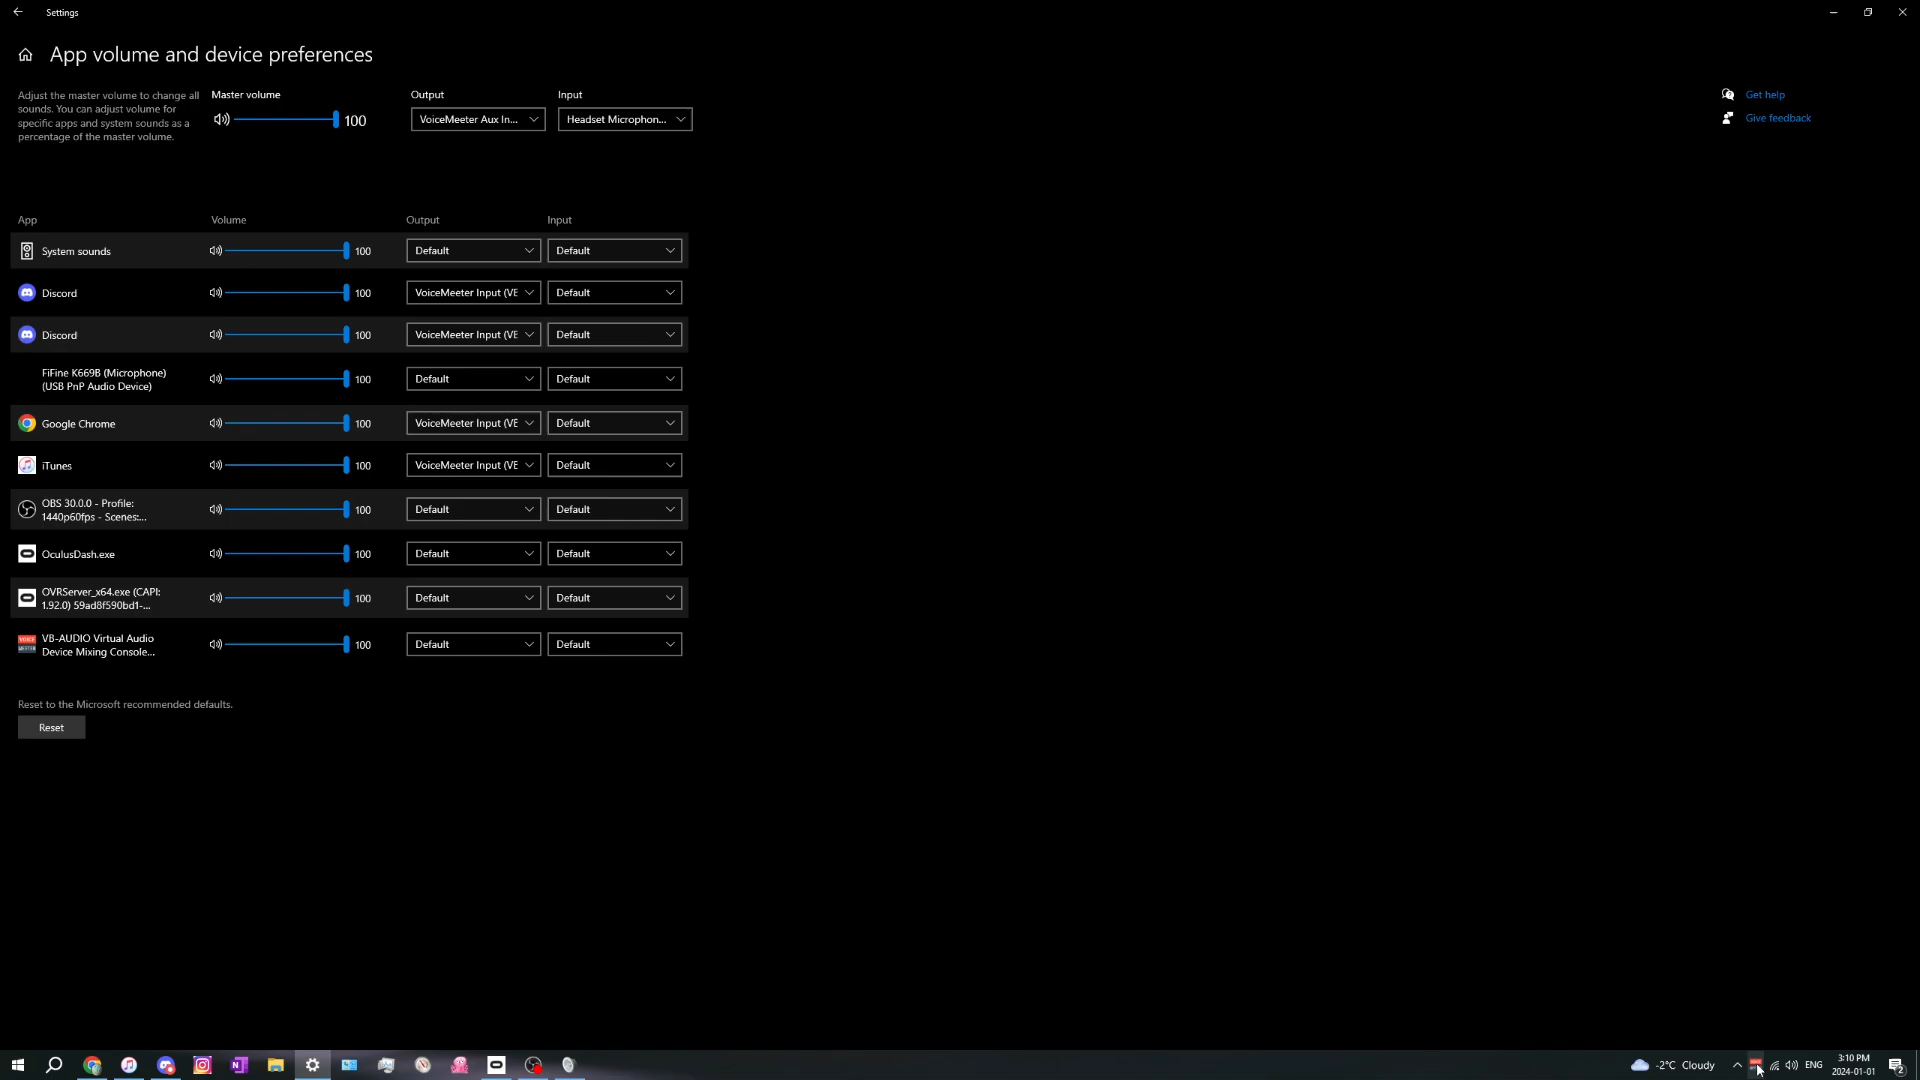 Settings
App volume and device preferences
Adjust the master volume to change all
sounds. You can adjust volume for
specific apps and system sounds as a
percentage of the master volume.
Master volume
100
Output
VoiceMeeter Aux In...
Input
Headset Microphon...
Get help
Give feedback
App Volume Output Input
System sounds 100 Default Default
Discord 100 VoiceMeeter Input (VE Default
Discord 100 VoiceMeeter Input (VE Default
FiFine K669B (Microphone)
(USB PnP Audio Device)
100 Default Default
Google Chrome 100 VoiceMeeter Input (VE Default
iTunes 100 VoiceMeeter Input (VE Default
OBS 30.0.0 - Profile:
1440p60fps - Scenes:...
100 Default Default
OculusDash.exe 100 Default Default
OVRServer_x64.exe (CAPI:
1.92.0) 59ad8f590bd1-...
100 Default Default
VB-AUDIO Virtual Audio
Device Mixing Console...
100 Default Default
Reset to the Microsoft recommended defaults.
Reset
-2°C Cloudy
ENG
3:10 PM
2024-01-01
2